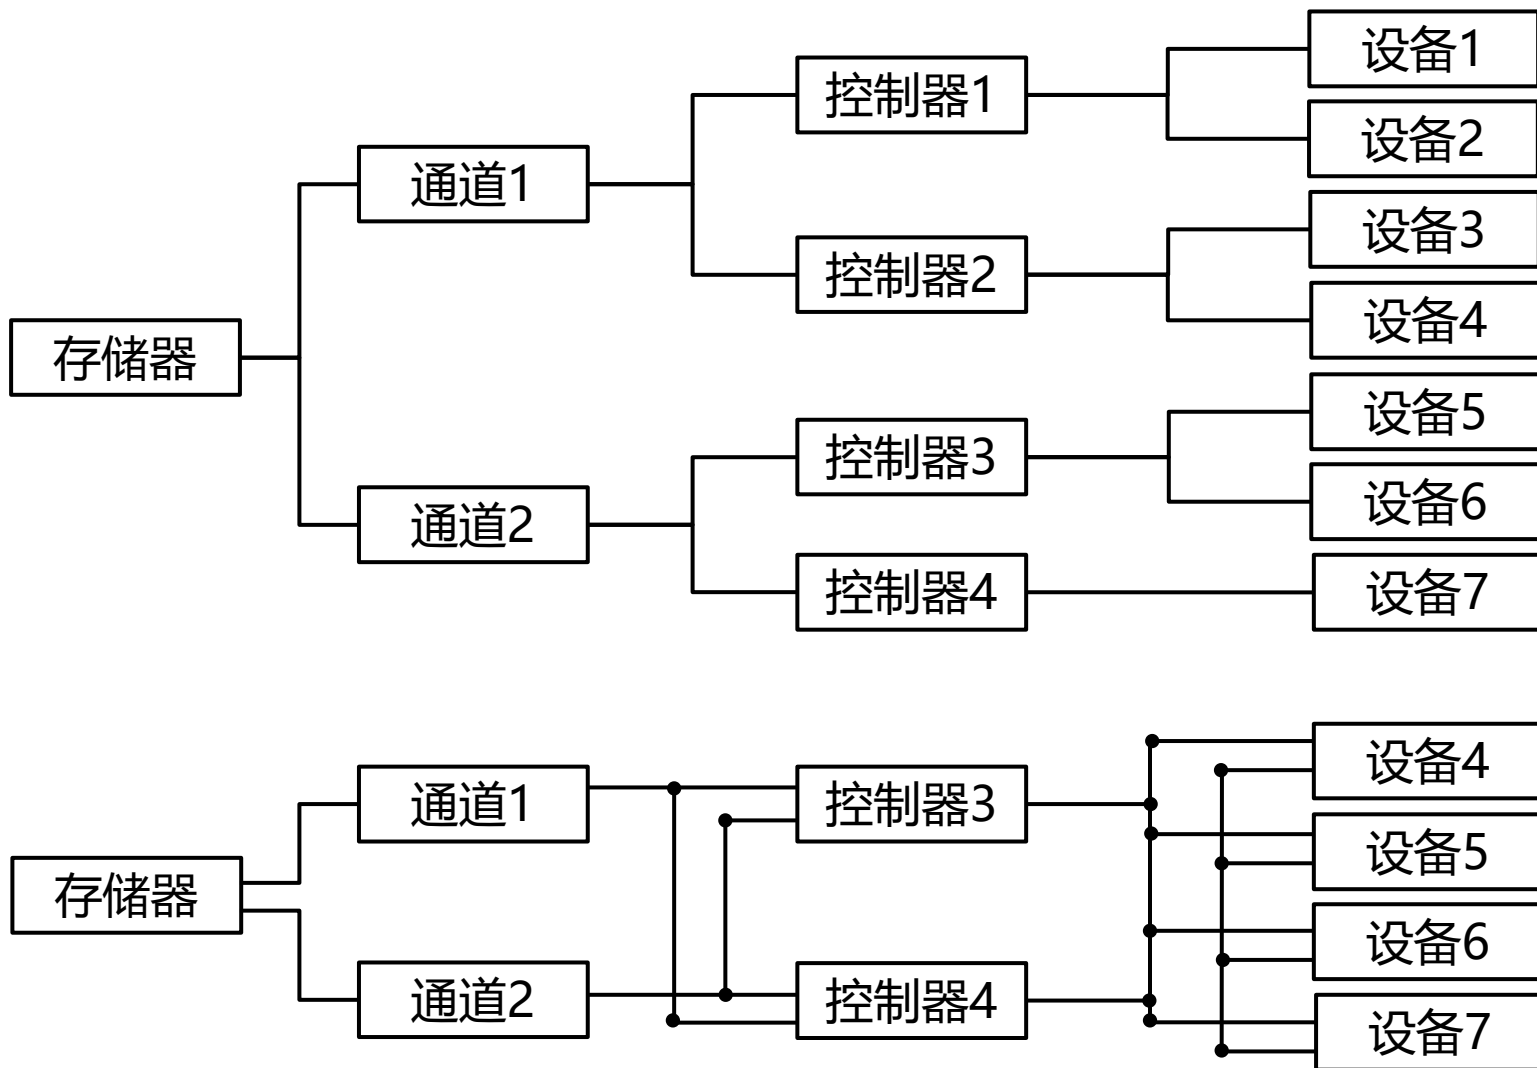 设备1
控制器1
设备2
通道1
设备3
控制器2
设备4
存储器
设备5
控制器3
设备6
通道2
控制器4
设备7
设备4
通道1
控制器3
设备5
存储器
设备6
通道2
控制器4
设备7